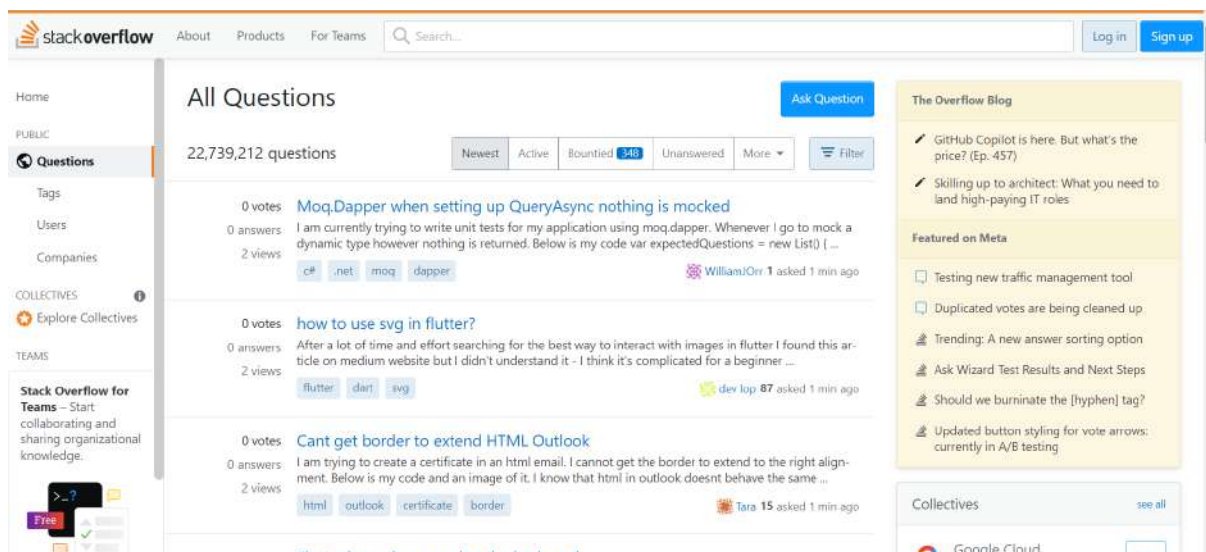 stackoverflow About Products For Teams Search... Log in Sign up
Home
PUBLIC
Questions
Tags
Users
Companies
COLLECTIVES
Explore Collectives
TEAMS
Stack Overflow for
Teams – Start
collaborating and
sharing organizational
knowledge.
>_?
Free
All Questions
Ask Question
22,739,212 questions
Newest Active Bountied 348 Unanswered More Filter
0 votes
0 answers
2 views
Moq.Dapper when setting up QueryAsync nothing is mocked
I am currently trying to write unit tests for my application using moq.dapper. Whenever I go to mock a
dynamic type however nothing is returned. Below is my code var expectedQuestions = new List() { ...
c# .net moq dapper
WilliamJOrr 1 asked 1 min ago
0 votes
0 answers
2 views
how to use svg in flutter?
After a lot of time and effort searching for the best way to interact with images in flutter I found this ar-
ticle on medium website but I didn't understand it - I think it's complicated for a beginner ...
flutter dart svg
dev lop 87 asked 1 min ago
0 votes
0 answers
2 views
Cant get border to extend HTML Outlook
I am trying to create a certificate in an html email. I cannot get the border to extend to the right align-
ment. Below is my code and an image of it. I know that html in outlook doesnt behave the same ...
html outlook certificate border
Tara 15 asked 1 min ago
The Overflow Blog
GitHub Copilot is here. But what's the
price? (Ep. 457)
Skilling up to architect: What you need to
land high-paying IT roles
Featured on Meta
Testing new traffic management tool
Duplicated votes are being cleaned up
Trending: A new answer sorting option
Ask Wizard Test Results and Next Steps
Should we burninate the [hyphen] tag?
Updated button styling for vote arrows:
currently in A/B testing
Collectives see all
Google Cloud